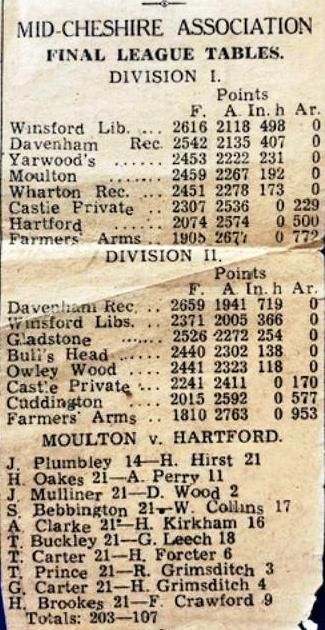 MID-CHESHIRE ASSOCIATION
FINAL LEAGUE TABLES.
DIVISION I.
Points
F. A. In. h Ar.
Winsford Lib. ... 2616 2118 498 0
Davenham Rec. 2542 2135 407 0
Yarwood's ...... 2453 2222 231 0
Moulton ...... 2459 2267 192 0
Wharton Rec. ... 2451 2278 173 0
Castle Private .. 2307 2536 0 229
Hartford ...... 2074 2574 0 500
Farmers' Arms .. 1905 2677 0 772
DIVISION II.
Points
F. A. In. h Ar.
Davenham Rec. .. 2659 1941 719 0
Winsford Libs. .. 2371 2005 366 0
Gladstone ....... 2526 2272 254 0
Bull's Head ..... 2440 2302 138 0
Owley Wood .. 2441 2323 118 0
Castle Private ... 2241 2411 0 170
Cuddington ..... 2015 2592 0 577
Farmers' Arms .. 1810 2763 0 953
MOULTON v. HARTFORD.
J. Plumbley 14—H. Hirst 21
H. Oakes 21—A. Perry 11
J. Mulliner 21—D. Wood 2
S. Bebbington 21—W. Collins 17
A. Clarke 21—H. Kirkham 16
T. Buckley 21—G. Leech 18
T. Carter 21—H. Forcter 6
T. Prince 21—R. Grimsditch 3
G. Carter 21—H. Grimsditch 4
H. Brookes 21—F. Crawford 9
Totals: 203—107